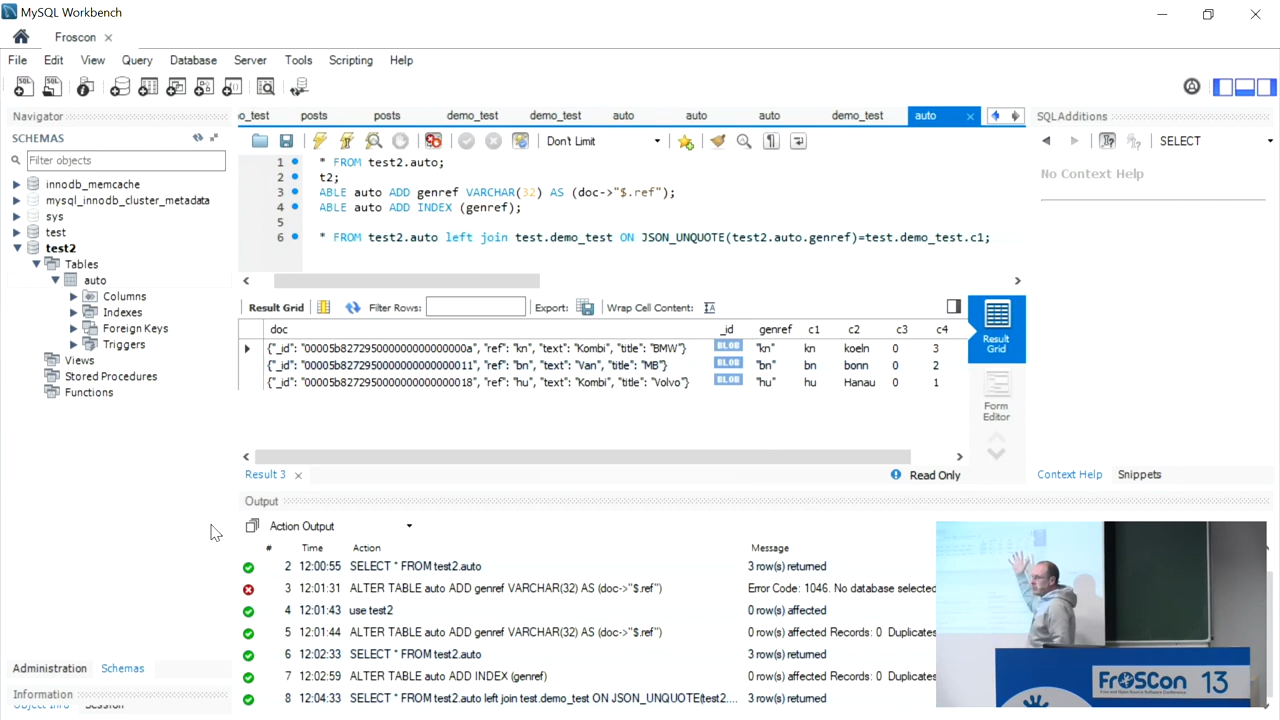 MySQL Workbench
Froscon
File Edit View Query Database Server Tools Scripting Help
Navigator
SCHEMAS
Filter objects
innodb_memcache
mysql_innodb_cluster_metadata
sys
test
test2
Tables
auto
Columns
Indexes
Foreign Keys
Triggers
Views
Stored Procedures
Functions
Administration Schemas
Information
Object Info Session
o_test posts posts demo_test demo_test auto auto auto demo_test auto
Don't Limit
1 * FROM test2.auto;
2 t2;
3 ABLE auto ADD genref VARCHAR(32) AS (doc->"$.ref");
4 ABLE auto ADD INDEX (genref);
5
6 * FROM test2.auto left join test.demo_test ON JSON_UNQUOTE(test2.auto.genref)=test.demo_test.c1;
Result Grid Filter Rows: Export: Wrap Cell Content:
doc _id genref c1 c2 c3 c4
{"_id": "00005b827295000000000000000a", "ref": "kn", "text": "Kombi", "title": "BMW"} BLOB "kn" kn koeln 0 3
{"_id": "00005b8272950000000000000011", "ref": "bn", "text": "Van", "title": "MB"} BLOB "bn" bn bonn 0 2
{"_id": "00005b8272950000000000000018", "ref": "hu", "text": "Kombi", "title": "Volvo"} BLOB "hu" hu Hanau 0 1
Result Grid
Form Editor
Result 3
Read Only
SQLAdditions
SELECT
No Context Help
Context Help Snippets
Output
Action Output
# Time Action Message
2 12:00:55 SELECT * FROM test2.auto 3 row(s) returned
3 12:01:31 ALTER TABLE auto ADD genref VARCHAR(32) AS (doc->"$.ref") Error Code: 1046. No database selected
4 12:01:43 use test2 0 row(s) affected
5 12:01:44 ALTER TABLE auto ADD genref VARCHAR(32) AS (doc->"$.ref") 0 row(s) affected Records: 0 Duplicates
6 12:02:33 SELECT * FROM test2.auto 3 row(s) returned
7 12:02:59 ALTER TABLE auto ADD INDEX (genref) 0 row(s) affected Records: 0 Duplicates
8 12:04:33 SELECT * FROM test2.auto left join test.demo_test ON JSON_UNQUOTE(test2.... 3 row(s) returned
FrOSCon 13
Free and Open Source Software Conference